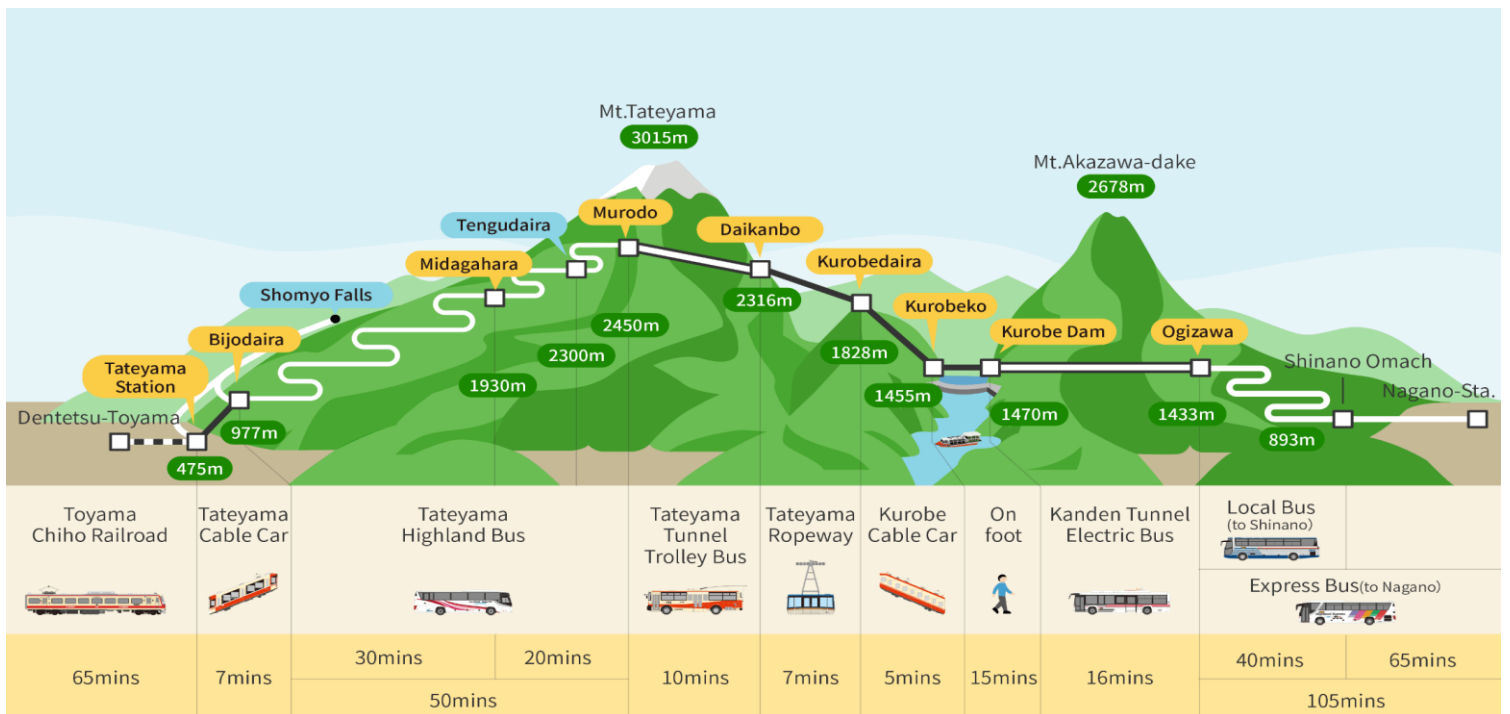 Mt.Tateyama
3015m
Mt.Akazawa-dake
2678m
Tengudaira
Murodo
Daikanbo
Midagahara
Kurobedaira
Shomyo Falls
2316m
Kurobeko
Bijodaira
2450m
Kurobe Dam
Ogizawa
2300m
1828m
Shinano Omach
Tateyama
Station
1930m
1455m
Nagano-Sta.
Dentetsu-Toyama
977m
1470m
1433m
893m
475m
Toyama
Chiho Railroad
Tateyama
Cable Car
Tateyama
Highland Bus
Tateyama
Tunnel
Trolley Bus
Tateyama
Ropeway
Kurobe
Cable Car
On
foot
Kanden Tunnel
Electric Bus
Local Bus
(to Shinano)
Express Bus(to Nagano)
65mins
7mins
30mins
20mins
50mins
10mins
7mins
5mins
15mins
16mins
40mins
65mins
105mins